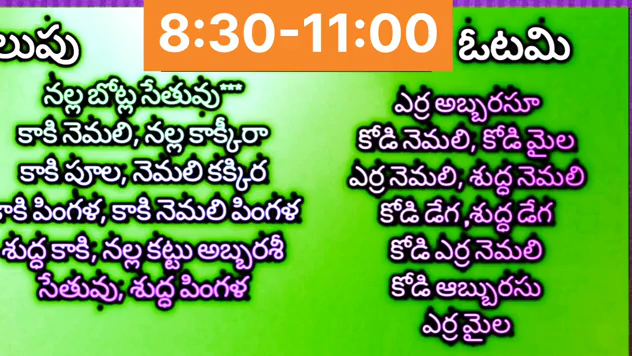 లుపు
8:30-11:00
ఓటమి
నల్ల బోట్ల సేతువు***
కాకి నెమలి, నల్ల కాక్కీరా
కాకి పూల, నెమలి కక్కిర
కాకి పింగళ, కాకి నెమలి పింగళ
శుద్ధ కాకి, నల్ల కట్టు అబ్బరశీ
సేతువు, శుద్ధ పింగళ
ఎర్ర అబ్బరసూ
కోడి నెమలి, కోడి మైల
ఎర్ర నెమలి, శుద్ధ నెమలి
కోడి డేగ ,శుద్ధ డేగ
కోడి ఎర్ర నెమలి
కోడి ఆబ్బురసు
ఎర్ర మైల